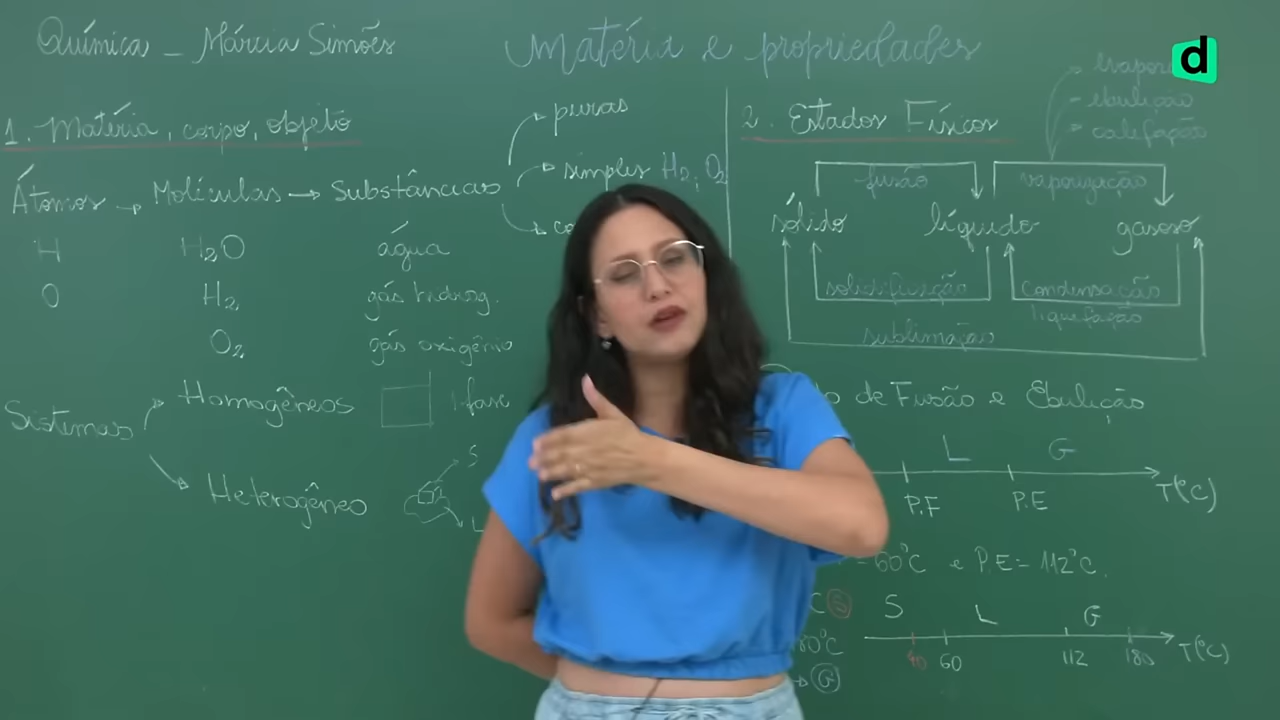 Química - Márcia Simões
matéria e propriedades
d
1. Matéria, corpo, objeto
puras
simples H₂, O₂
co
Átomos → Moléculas → Substâncias
H H₂O água
O H₂ gás hidrog.
O₂ gás oxigênio
Sistemas
Homogêneos 1 fase
Heterogêneo
S
L
2. Estados Físicos
- ebulição
- calefação
fusão vaporização
sólido líquido gasoso
solidificação condensação
liquefação
sublimação
de Fusão e Ebulição
L G
P.F P.E T(°C)
= 60°C e P.E = 112°C.
C S
S L G
80°C
40 60 112 180 T(°C)
→ G